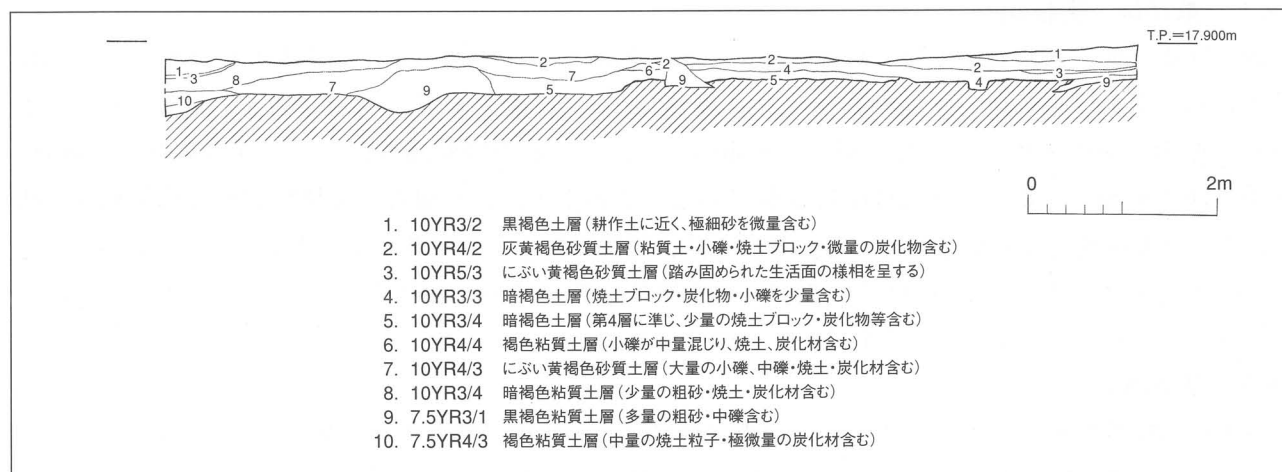 T.P.=17.900m
1 3 8 10 7 9 5 2 7 6 2 9 2 4 5 2 4 1 3 9
0 2m
1. 10YR3/2 黒褐色土層(耕作土に近く、極細砂を微量含む)
2. 10YR4/2 灰黄褐色砂質土層(粘質土・小礫・焼土ブロック・微量の炭化物含む)
3. 10YR5/3 にぶい黄褐色砂質土層(踏み固められた生活面の様相を呈する)
4. 10YR3/3 暗褐色土層(焼土ブロック・炭化物・小礫を少量含む)
5. 10YR3/4 暗褐色土層(第4層に準じ、少量の焼土ブロック・炭化物等含む)
6. 10YR4/4 褐色粘質土層(小礫が中量混じり、焼土、炭化材含む)
7. 10YR4/3 にぶい黄褐色砂質土層(大量の小礫、中礫・焼土・炭化材含む)
8. 10YR3/4 暗褐色粘質土層(少量の粗砂・焼土・炭化材含む)
9. 7.5YR3/1 黒褐色粘質土層(多量の粗砂・中礫含む)
10. 7.5YR4/3 褐色粘質土層(中量の焼土粒子・極微量の炭化材含む)